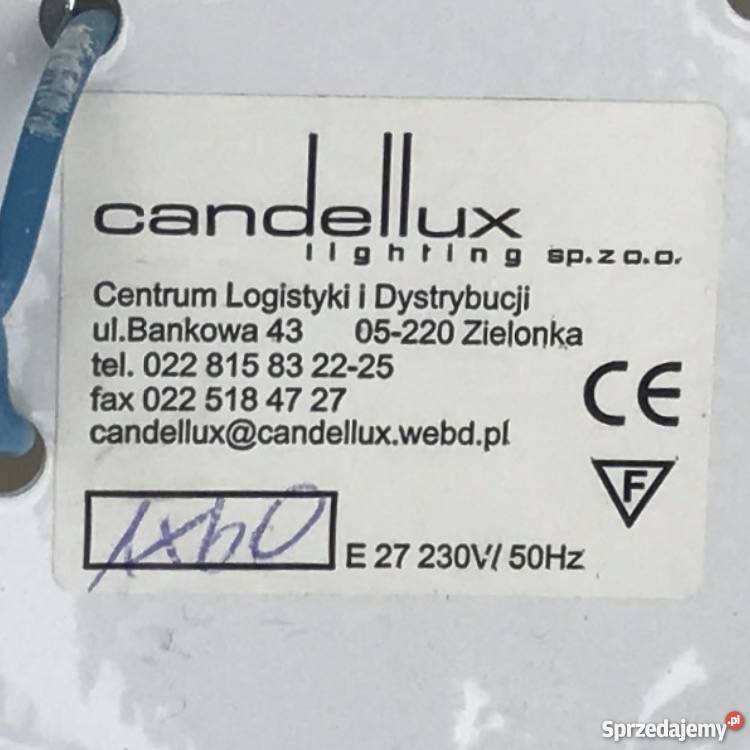 candellux
lighting sp.z o.o.
Centrum Logistyki i Dystrybucji
ul.Bankowa 43 05-220 Zielonka
tel. 022 815 83 22-25
fax 022 518 47 27
candellux@candellux.webd.pl
CE
F
1x60 E 27 230V/ 50Hz
Sprzedajemy.pl